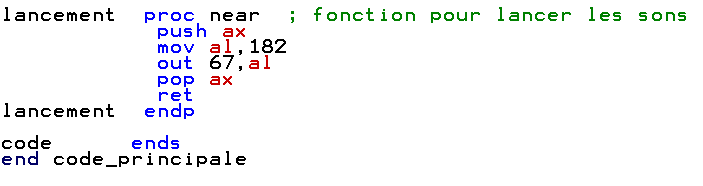 lancement proc near ; fonction pour lancer les sons
push ax
mov al,182
out 67,al
pop ax
ret
lancement endp
code ends
end code_principale